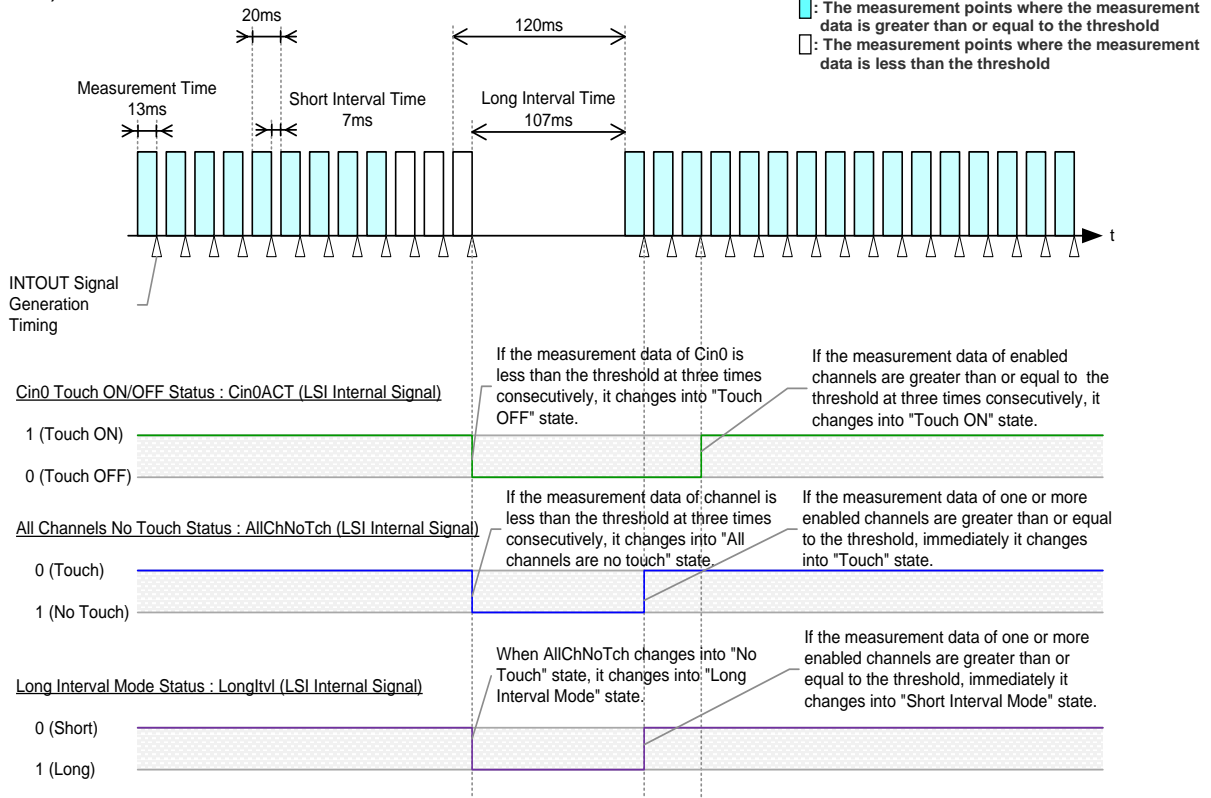 20ms
120ms
: The measurement points where the measurement
data is greater than or equal to the threshold
: The measurement points where the measurement
data is less than the threshold
Measurement Time
13ms
Short Interval Time
7ms
Long Interval Time
107ms
t
INTOUT Signal
Generation
Timing
If the measurement data of Cin0 is
less than the threshold at three times
consecutively, it changes into "Touch
OFF" state.
If the measurement data of enabled
channels are greater than or equal to the
threshold at three times consecutively, it
changes into "Touch ON" state.
Cin0 Touch ON/OFF Status : Cin0ACT (LSI Internal Signal)
1 (Touch ON)
0 (Touch OFF)
If the measurement data of channel is
less than the threshold at three times
consecutively, it changes into "All
channels are no touch" state.
If the measurement data of one or more
enabled channels are greater than or equal
to the threshold, immediately it changes
into "Touch" state.
All Channels No Touch Status : AllChNoTch (LSI Internal Signal)
0 (Touch)
1 (No Touch)
When AllChNoTch changes into "No
Touch" state, it changes into "Long
Interval Mode" state.
If the measurement data of one or more
enabled channels are greater than or
equal to the threshold, immediately it
changes into "Short Interval Mode" state.
Long Interval Mode Status : LongItvl (LSI Internal Signal)
0 (Short)
1 (Long)